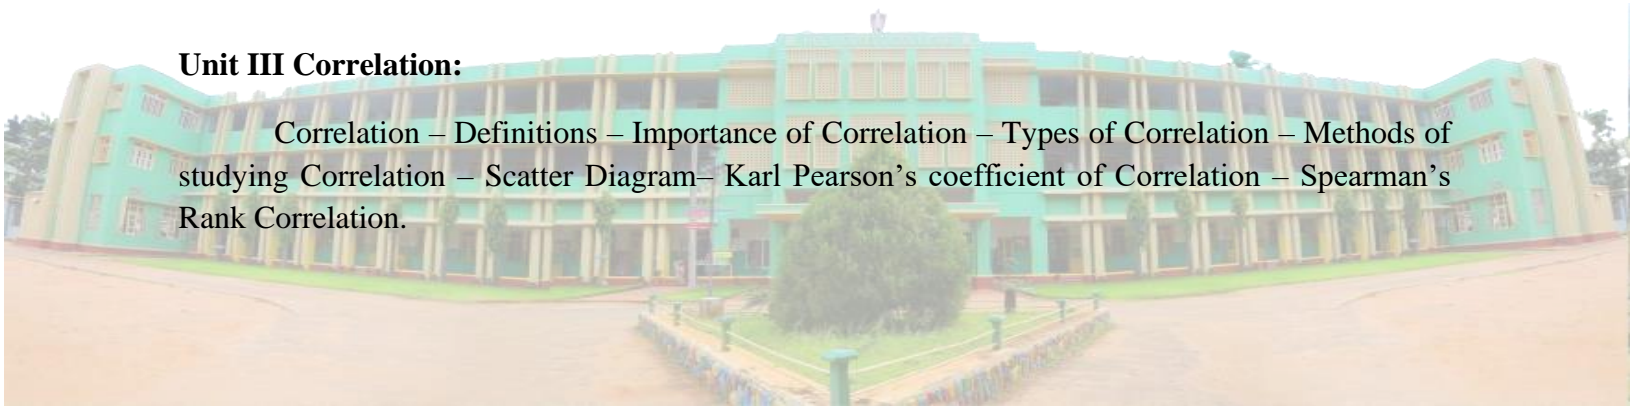 Unit III Correlation:
Correlation – Definitions – Importance of Correlation – Types of Correlation – Methods of
studying Correlation – Scatter Diagram– Karl Pearson’s coefficient of Correlation – Spearman’s
Rank Correlation.